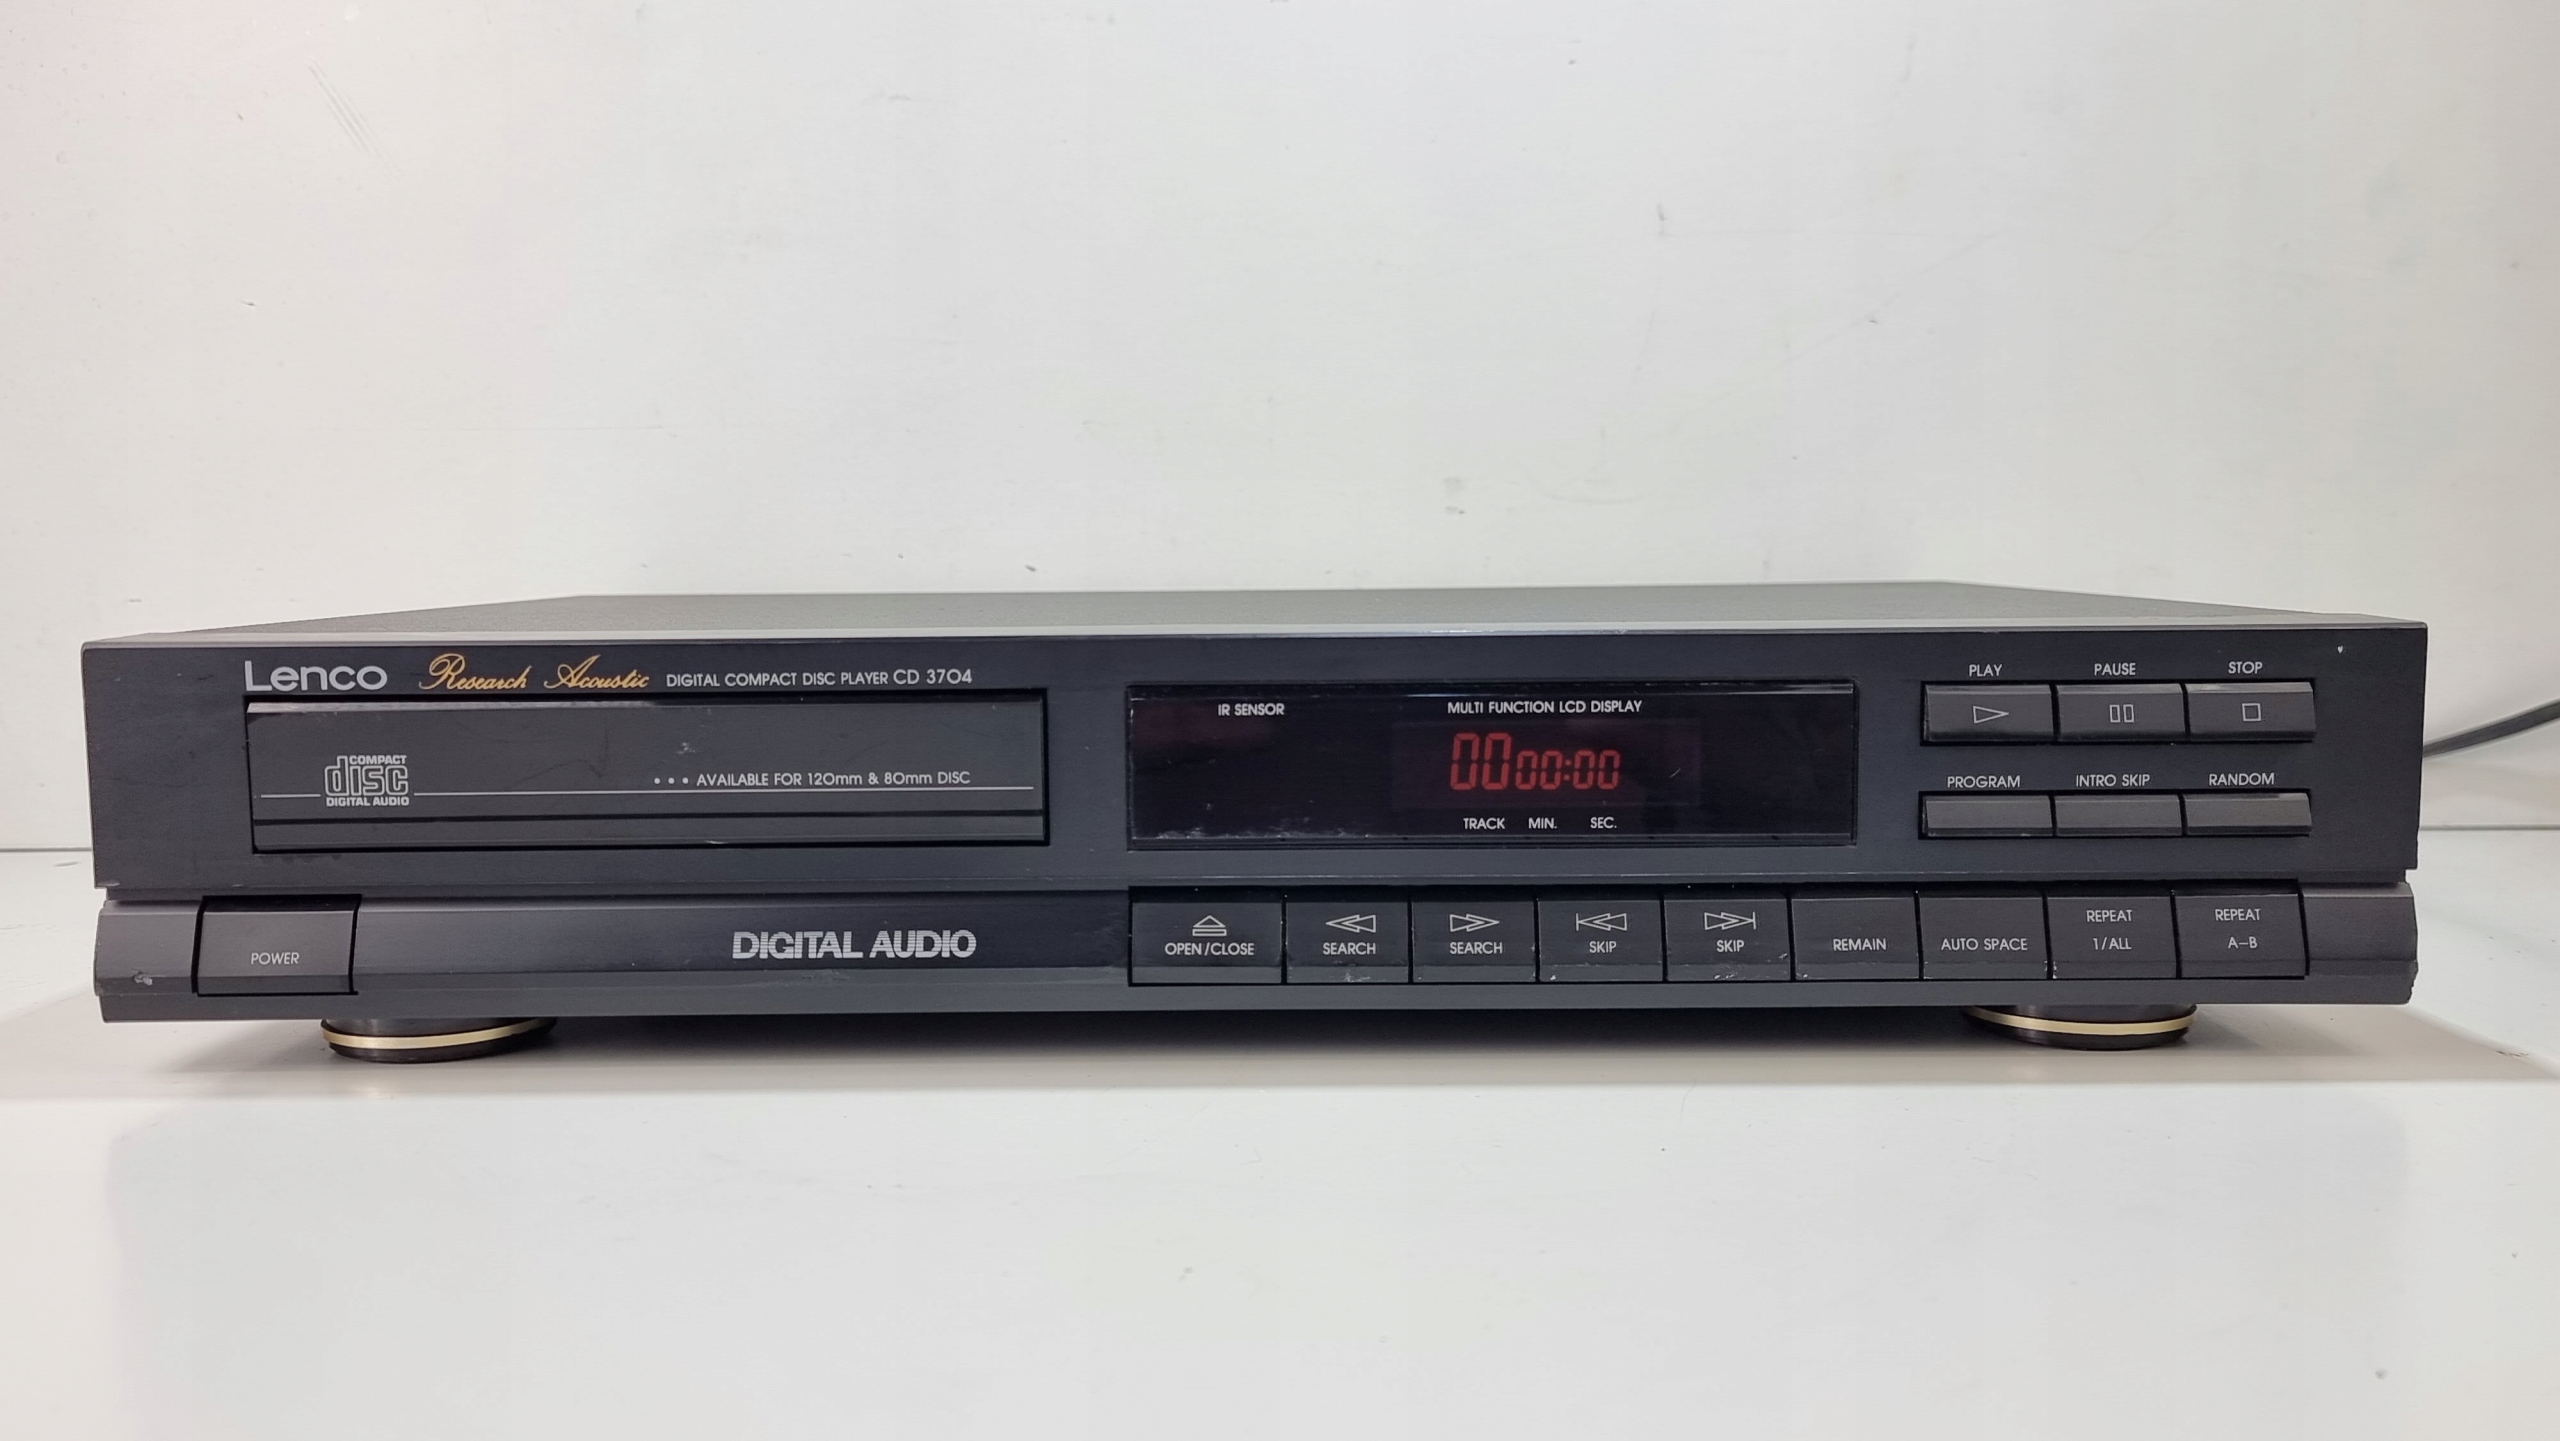 Lenco Research Acoustic DIGITAL COMPACT DISC PLAYER CD 3704
COMPACT
disc
DIGITAL AUDIO
••• AVAILABLE FOR 120mm & 80mm DISC
IR SENSOR
MULTI FUNCTION LCD DISPLAY
00 00:00
TRACK MIN. SEC.
PLAY PAUSE STOP
PROGRAM INTRO SKIP RANDOM
POWER
DIGITAL AUDIO
OPEN/CLOSE
SEARCH
SEARCH
SKIP
SKIP
REMAIN
AUTO SPACE
REPEAT
1/ALL
REPEAT
A-B